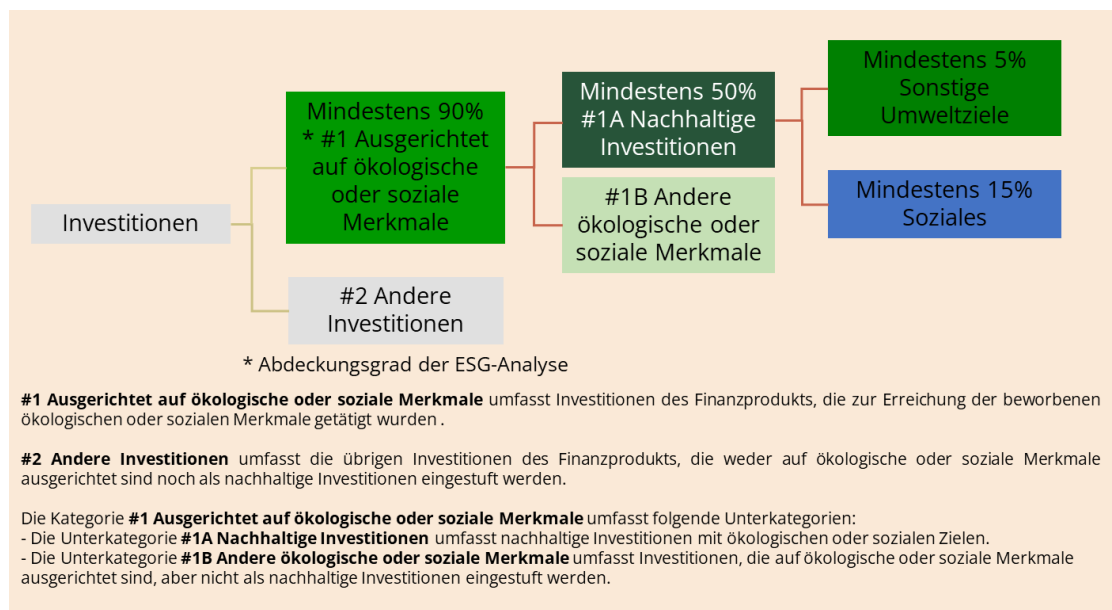 Investitionen
Mindestens 90%
* #1 Ausgerichtet
auf ökologische
oder soziale
Merkmale
#2 Andere
Investitionen
Mindestens 50%
#1A Nachhaltige
Investitionen
#1B Andere
ökologische oder
soziale Merkmale
Mindestens 5%
Sonstige
Umweltziele
Mindestens 15%
Soziales
* Abdeckungsgrad der ESG-Analyse
#1 Ausgerichtet auf ökologische oder soziale Merkmale umfasst Investitionen des Finanzprodukts, die zur Erreichung der beworbenen
ökologischen oder sozialen Merkmale getätigt wurden .
#2 Andere Investitionen umfasst die übrigen Investitionen des Finanzprodukts, die weder auf ökologische oder soziale Merkmale
ausgerichtet sind noch als nachhaltige Investitionen eingestuft werden.
Die Kategorie #1 Ausgerichtet auf ökologische oder soziale Merkmale umfasst folgende Unterkategorien:
- Die Unterkategorie #1A Nachhaltige Investitionen umfasst nachhaltige Investitionen mit ökologischen oder sozialen Zielen.
- Die Unterkategorie #1B Andere ökologische oder soziale Merkmale umfasst Investitionen, die auf ökologische oder soziale Merkmale
ausgerichtet sind, aber nicht als nachhaltige Investitionen eingestuft werden.